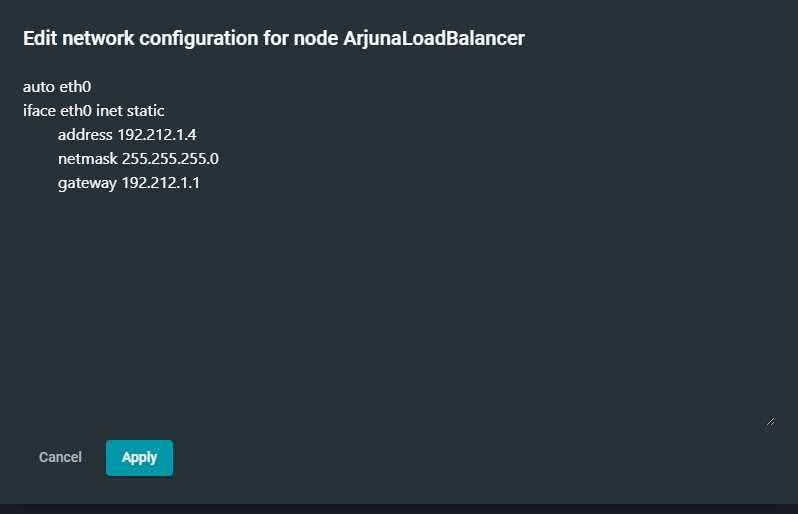 Edit network configuration for node ArjunaLoadBalancer
auto eth0
iface eth0 inet static
address 192.212.1.4
netmask 255.255.255.0
gateway 192.212.1.1
Cancel
Apply